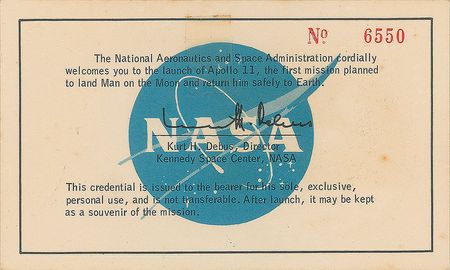 Nº 6550
The National Aeronautics and Space Administration cordially
welcomes you to the launch of Apollo 11, the first mission planned
to land Man on the Moon and return him safely to Earth.
NASA
Kurt H. Debus, Director
Kennedy Space Center, NASA
This credential is issued to the bearer for his sole, exclusive,
personal use, and is not transferable. After launch, it may be kept
as a souvenir of the mission.